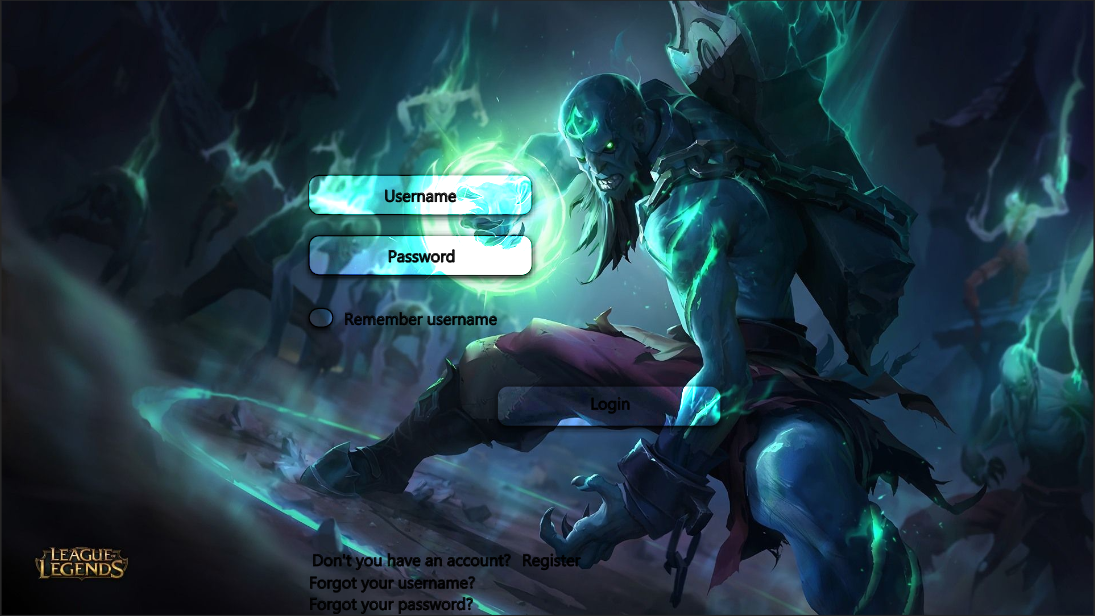 Username
Password
Remember username
Login
Don't you have an account? Register
Forgot your username?
Forgot your password?
LEAGUE OF
LEGENDS